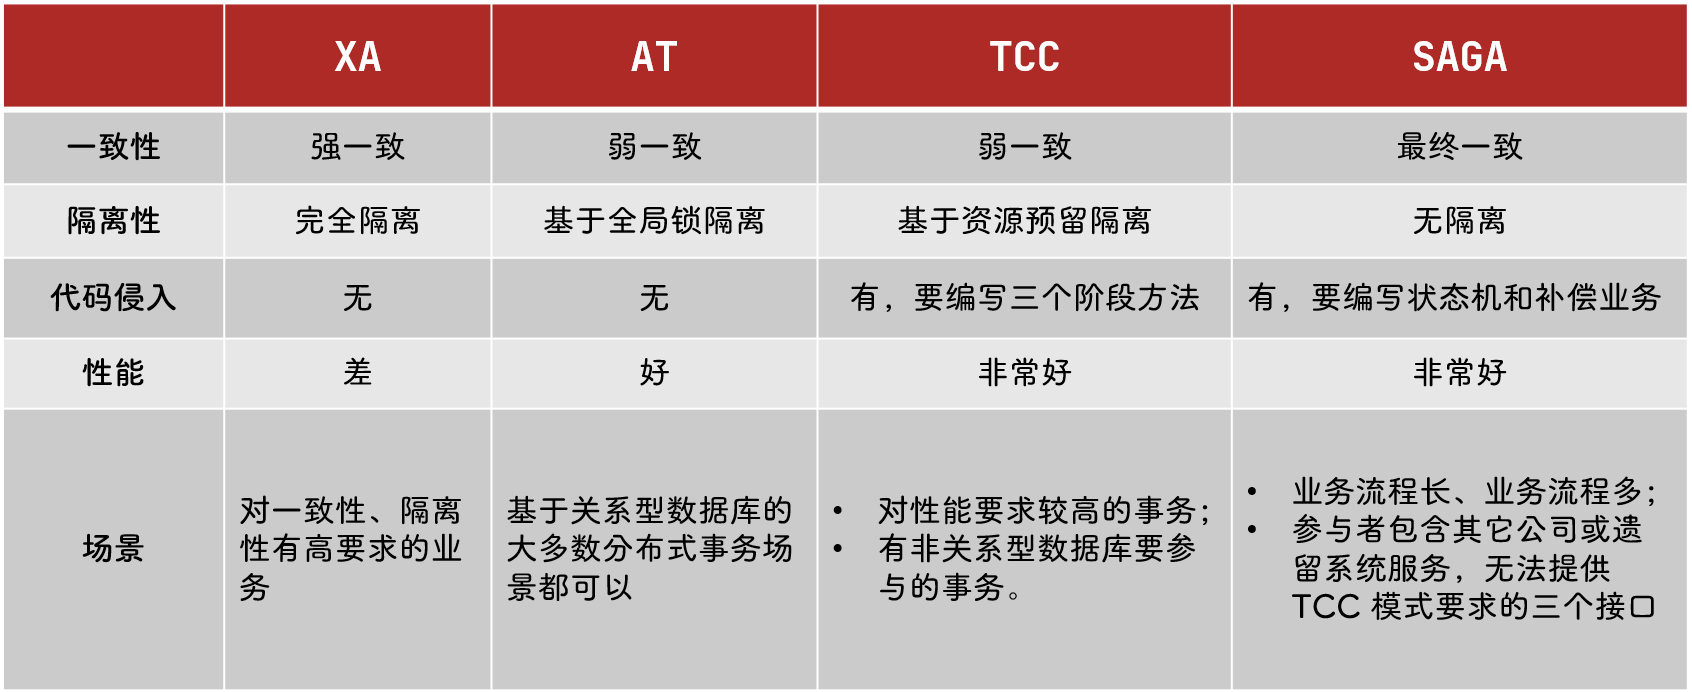 XA AT TCC SAGA
一致性 强一致 弱一致 弱一致 最终一致
隔离性 完全隔离 基于全局锁隔离 基于资源预留隔离 无隔离
代码侵入 无 无 有，要编写三个阶段方法 有，要编写状态机和补偿业务
性能 差 好 非常好 非常好
场景
对一致性、隔离
性有高要求的业
务
基于关系型数据库的
大多数分布式事务场
景都可以
• 对性能要求较高的事务；
• 有非关系型数据库要参
与的事务。
• 业务流程长、业务流程多；
• 参与者包含其它公司或遗
留系统服务，无法提供
TCC 模式要求的三个接口